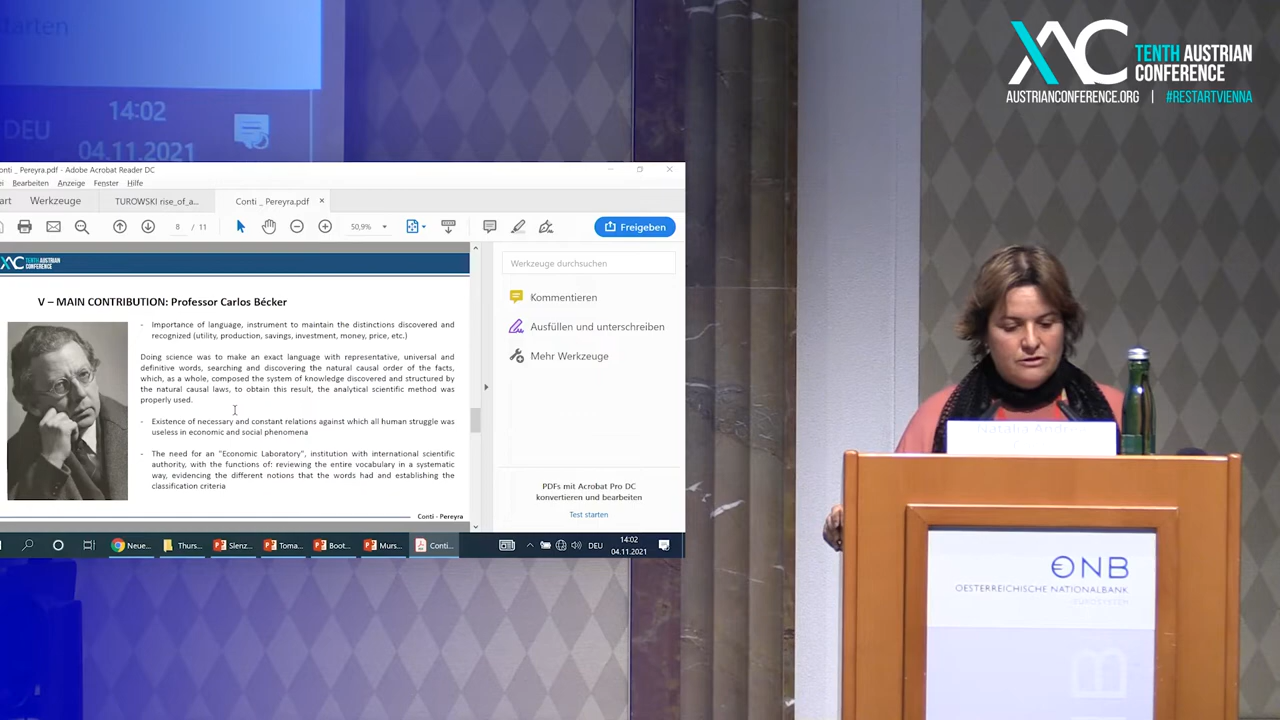 arten
14:02
DEU
04.11.2021
TENTH AUSTRIAN
CONFERENCE
AUSTRIANCONFERENCE.ORG | #RESTARTVIENNA
onti _ Pereyra.pdf - Adobe Acrobat Reader DC
ei Bearbeiten Anzeige Fenster Hilfe
art Werkzeuge TUROWSKI rise_of_a... Conti _ Pereyra.pdf ×
8 / 11 50,9% Freigeben
TENTH AUSTRIAN
CONFERENCE
Werkzeuge durchsuchen
Kommentieren
Ausfüllen und unterschreiben
Mehr Werkzeuge
PDFs mit Acrobat Pro DC
konvertieren und bearbeiten
Test starten
V – MAIN CONTRIBUTION: Professor Carlos Bécker
- Importance of language, instrument to maintain the distinctions discovered and
recognized (utility, production, savings, investment, money, price, etc.)
Doing science was to make an exact language with representative, universal and
definitive words, searching and discovering the natural causal order of the facts,
which, as a whole, composed the system of knowledge discovered and structured by
the natural causal laws, to obtain this result, the analytical scientific method was
properly used.
- Existence of necessary and constant relations against which all human struggle was
useless in economic and social phenomena
- The need for an "Economic Laboratory", institution with international scientific
authority, with the functions of: reviewing the entire vocabulary in a systematic
way, evidencing the different notions that the words had and establishing the
classification criteria
Conti - Pereyra
Neue... Thurs... Slenz... Toma... Boot... Murs... Conti... DEU 14:02
04.11.2021
Natalia
ONB
OESTERREICHISCHE NATIONALBANK
EUROSYSTEM